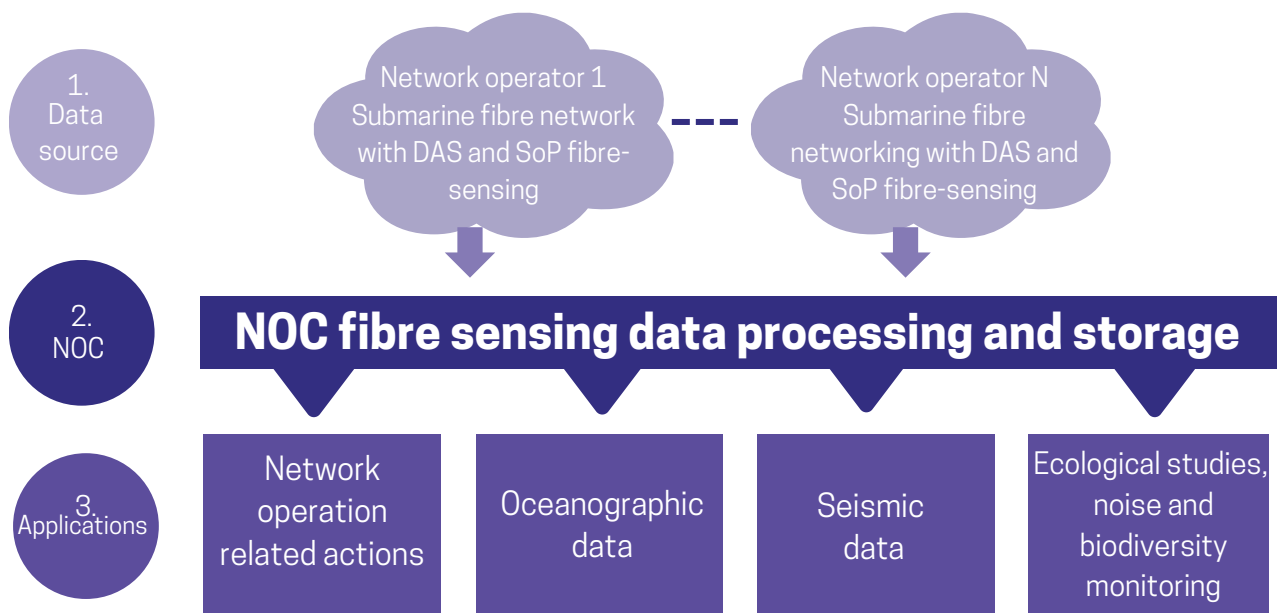 1.
Data
source
Network operator 1
Submarine fibre network
with DAS and SoP fibre-
sensing
Network operator N
Submarine fibre
networking with DAS and
SoP fibre-sensing
2.
NOC
NOC fibre sensing data processing and storage
3.
Applications
Network
operation
related actions
Oceanographic
data
Seismic
data
Ecological studies,
noise and
biodiversity
monitoring